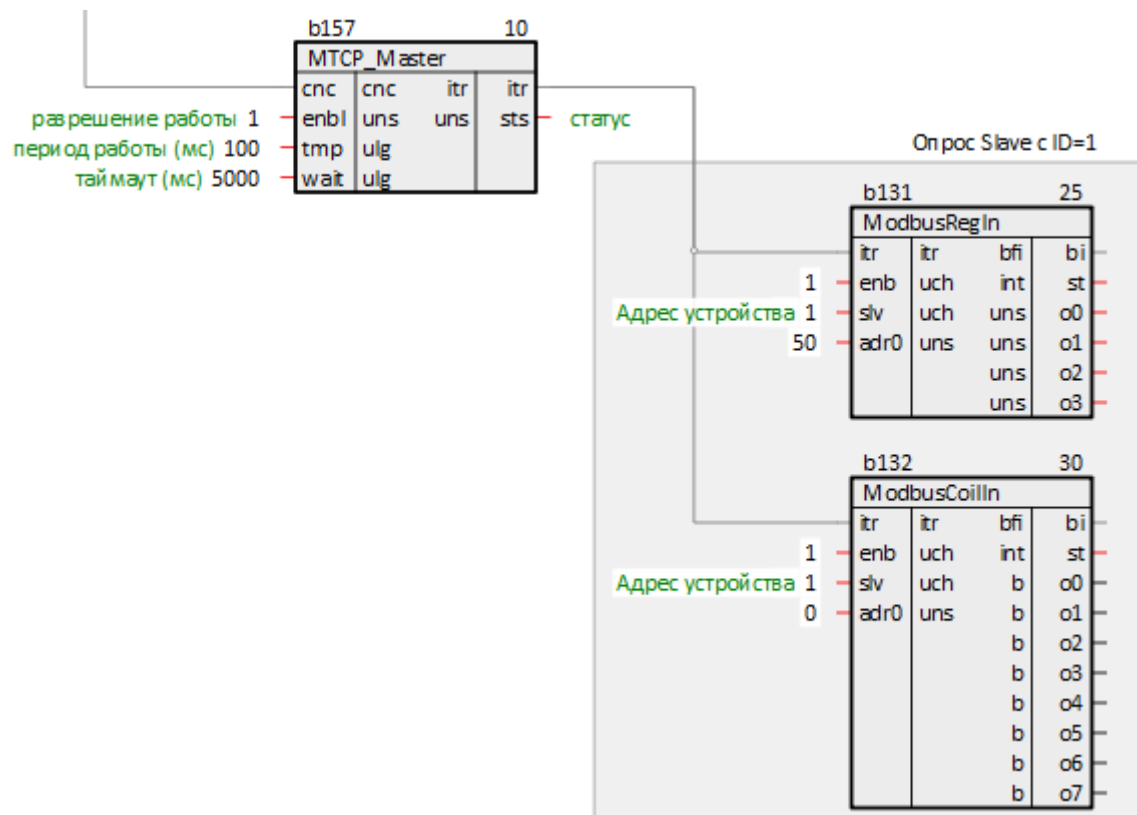 b157 10
MTCP_Master
cnc cnc itr itr
разрешение работы 1 enbl uns uns sts статус
период работы (мс) 100 tmp ulg
таймаут (мс) 5000 wait ulg
Опрос Slave с ID=1
b131 25
ModbusRegIn
itr itr bfi bi
1 enb uch int st
Адрес устройства 1 slv uch uns o0
50 adr0 uns uns o1
uns o2
uns o3
b132 30
ModbusCoilIn
itr itr bfi bi
1 enb uch int st
Адрес устройства 1 slv uch b o0
0 adr0 uns b o1
b o2
b o3
b o4
b o5
b o6
b o7